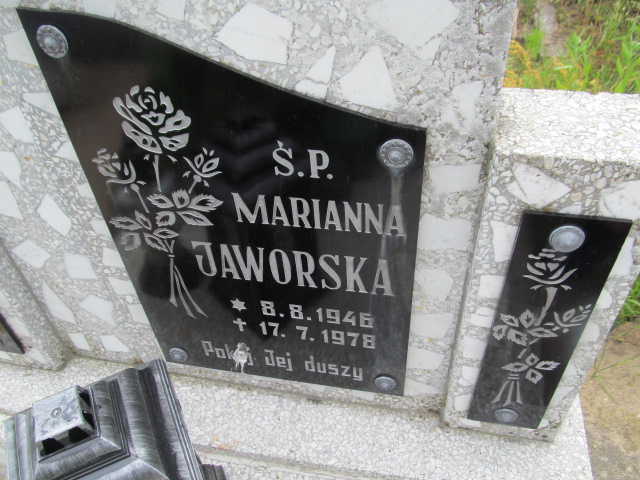 Ś.P.
MARIANNA
JAWORSKA
* 8.8.1946
+ 17.7.1978
Pokój Jej duszy